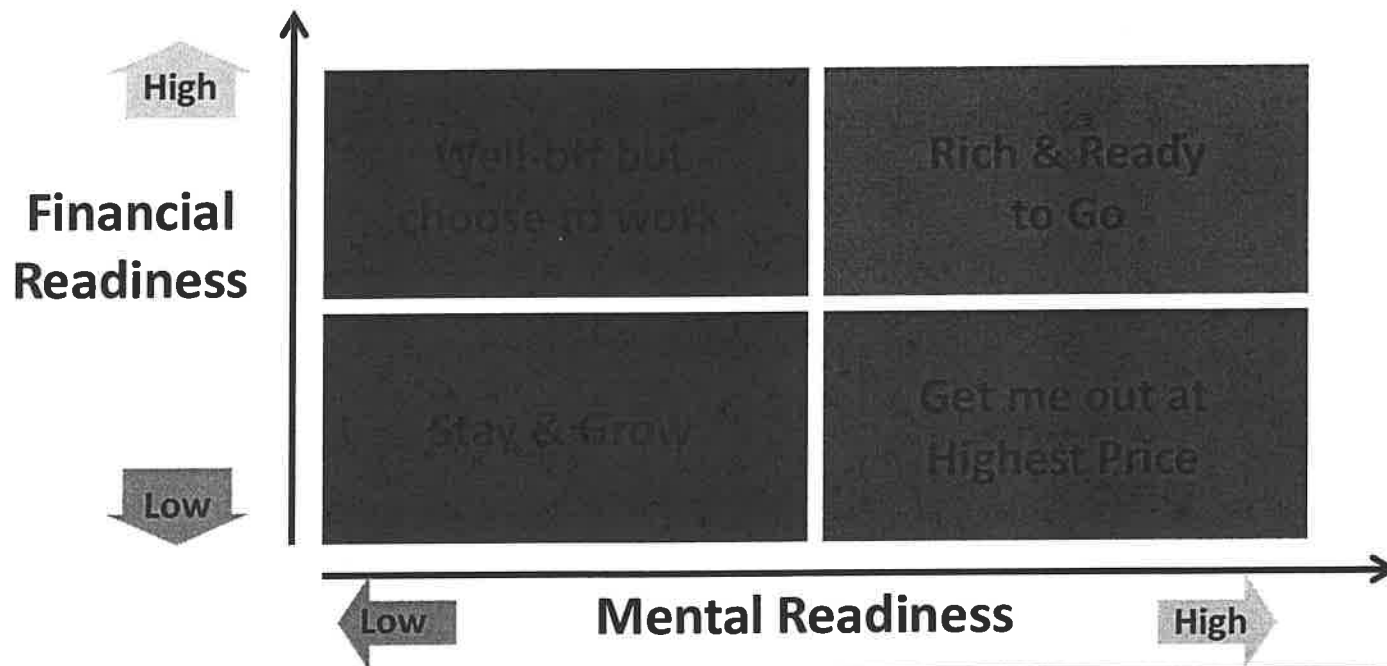 High
Financial
Readiness
Low
Well-off but
choose to work
Rich & Ready
to Go
Stay & Grow
Get me out at
Highest Price
Low
Mental Readiness
High